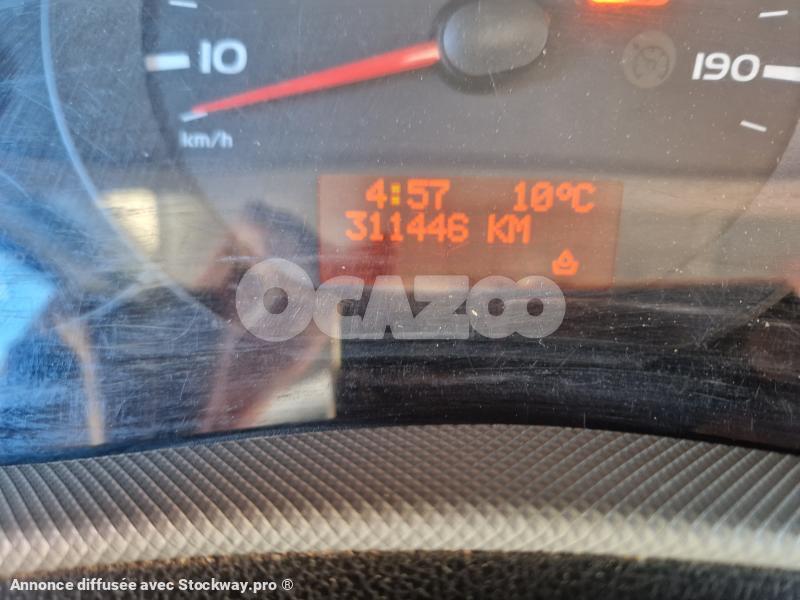 10
190
km/h
4:57 10°C
311446 KM
OCAZOO
Annonce diffusée avec Stockway.pro ®